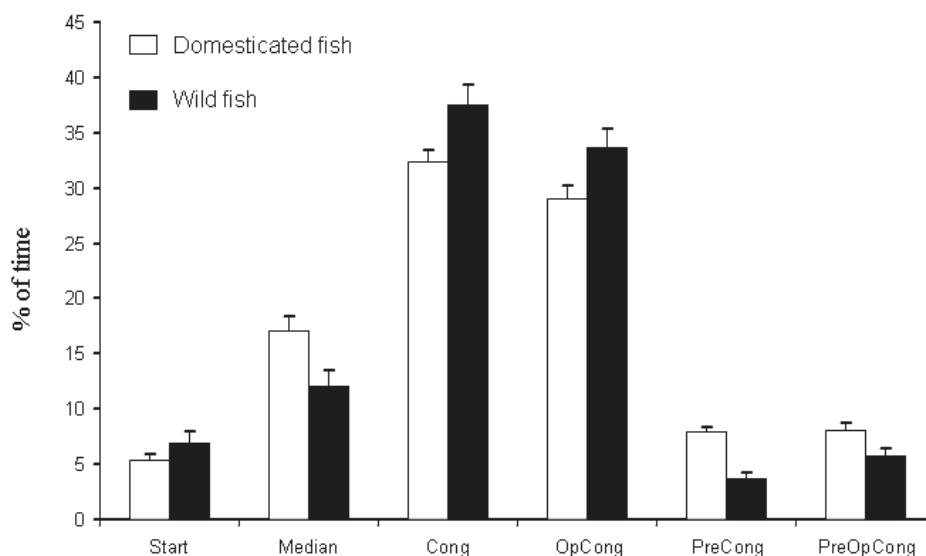 % of time
45
40
35
30
25
20
15
10
5
0
Domesticated fish
Wild fish
Start Median Cong OpCong PreCong PreOpCong